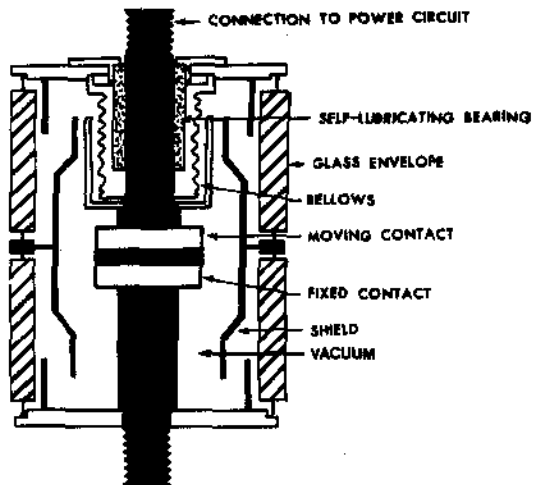 CONNECTION TO POWER CIRCUIT
SELF-LUBRICATING BEARING
GLASS ENVELOPE
BELLOWS
MOVING CONTACT
FIXED CONTACT
SHIELD
VACUUM